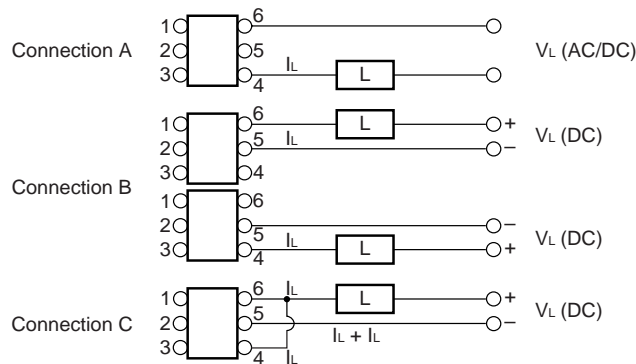 Connection A
1
2
3
6
5
4
IL
L
VL (AC/DC)
Connection B
1
2
3
6
5
4
IL
L
+
–
VL (DC)
1
2
3
6
5
4
IL
L
–
+
VL (DC)
Connection C
1
2
3
6
5
4
IL
L
IL + IL
IL
+
–
VL (DC)